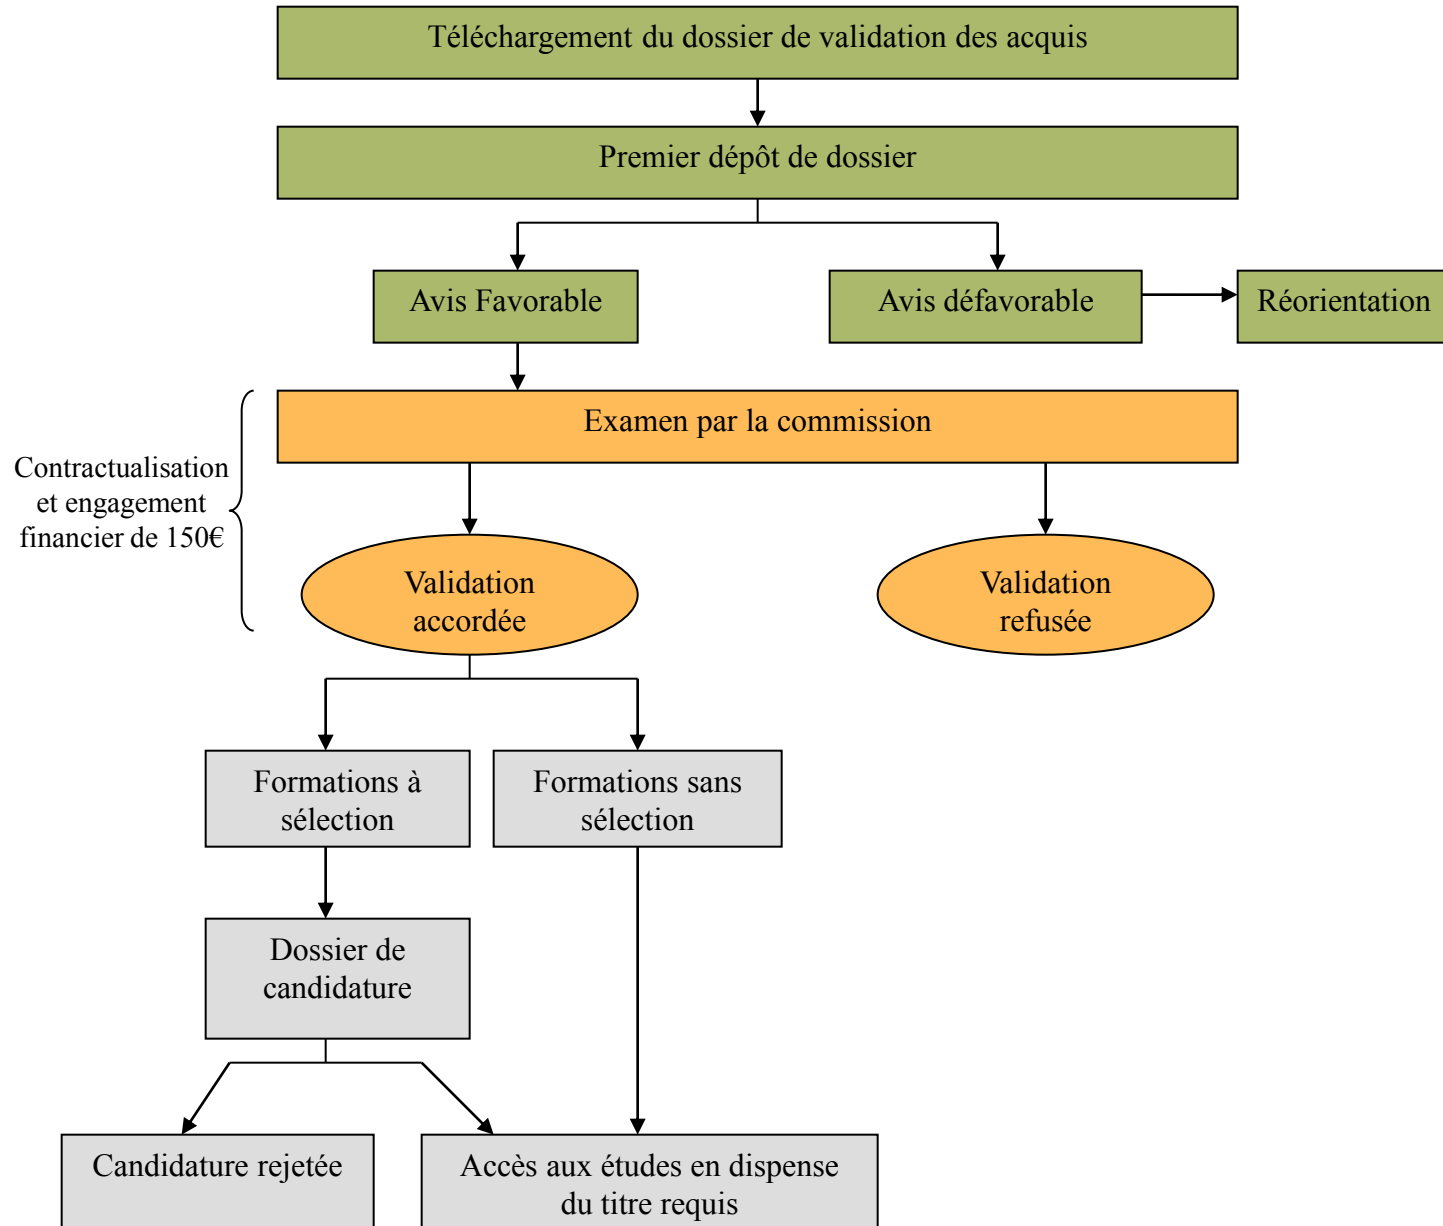 Téléchargement du dossier de validation des acquis
Premier dépôt de dossier
Avis Favorable
Avis défavorable
Réorientation
Examen par la commission
Contractualisation
et engagement
financier de 150€
Validation
accordée
Validation
refusée
Formations à
sélection
Formations sans
sélection
Dossier de
candidature
Candidature rejetée
Accès aux études en dispense
du titre requis